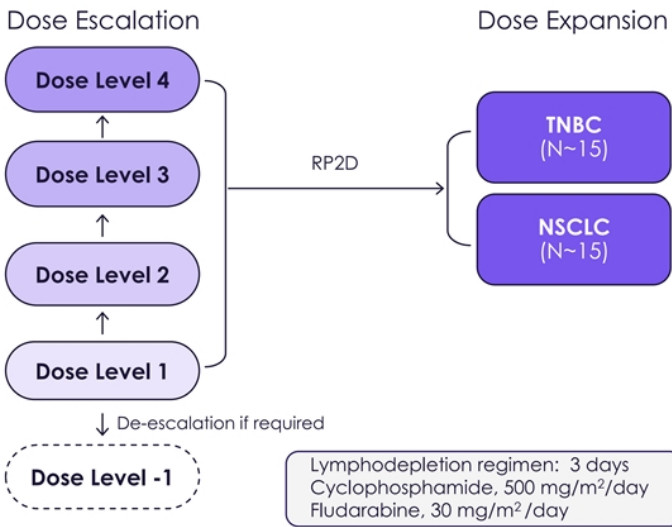 Dose Escalation
Dose Expansion
Dose Level 4
Dose Level 3
Dose Level 2
Dose Level 1
De-escalation if required
Dose Level -1
RP2D
TNBC
(N~15)
NSCLC
(N~15)
Lymphodepletion regimen: 3 days
Cyclophosphamide, 500 mg/m²/day
Fludarabine, 30 mg/m²/day